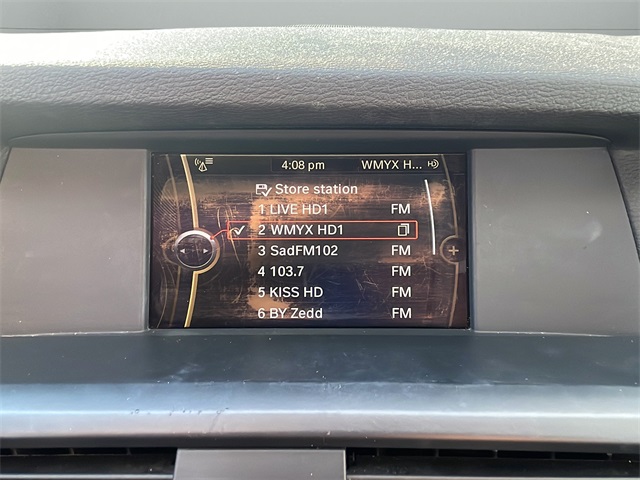 4:08 pm WMYX H...
Store station
1 LIVE HD1 FM
2 WMYX HD1
3 SadFM102 FM
4 103.7 FM
5 KISS HD FM
6 BY Zedd FM